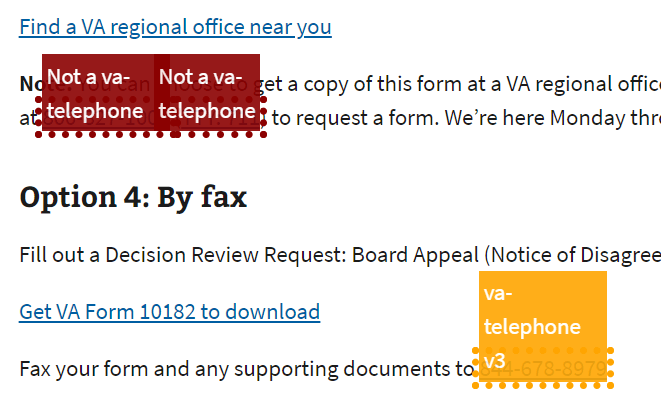 Find a VA regional office near you
Not a va- Not a va-
telephone telephone
Note: You can choose to get a copy of this form at a VA regional office
at to request a form. We’re here Monday thr
Option 4: By fax
Fill out a Decision Review Request: Board Appeal (Notice of Disagree
va-
telephone
v3
Get VA Form 10182 to download
Fax your form and any supporting documents to 844-678-8979